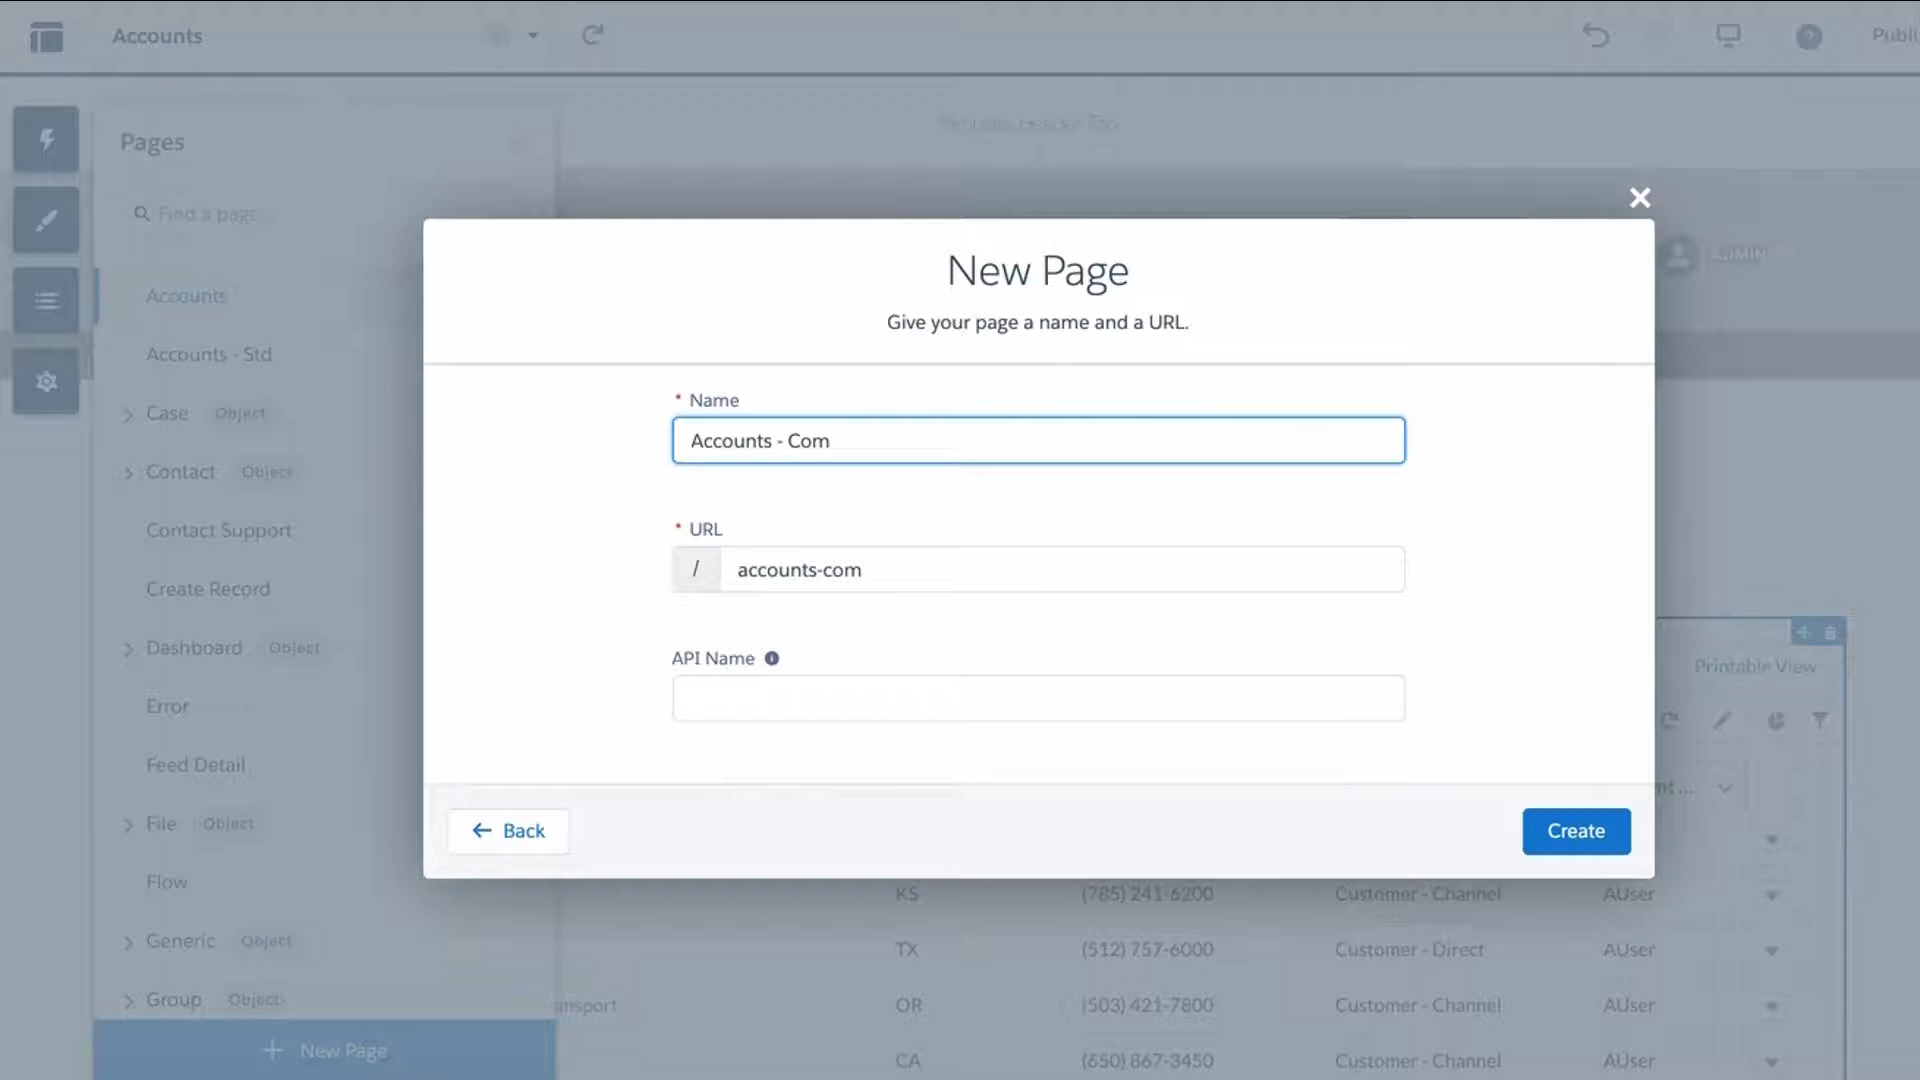 Accounts
Publi
Pages
Find a page
Accounts
Accounts - Std
Case Object
Contact Object
Contact Support
Create Record
Dashboard Object
Error
Feed Detail
File Object
Flow
Generic Object
Group Object
+ New Page
New Page
Give your page a name and a URL.
* Name
Accounts - Com
* URL
/ accounts-com
API Name
Back
Create
ADMIN
Printable View
KS (785) 241-6200 Customer - Channel AUser
TX (512) 757-6000 Customer - Direct AUser
ansport OR (503) 421-7800 Customer - Channel AUser
CA (650) 867-3450 Customer - Channel AUser